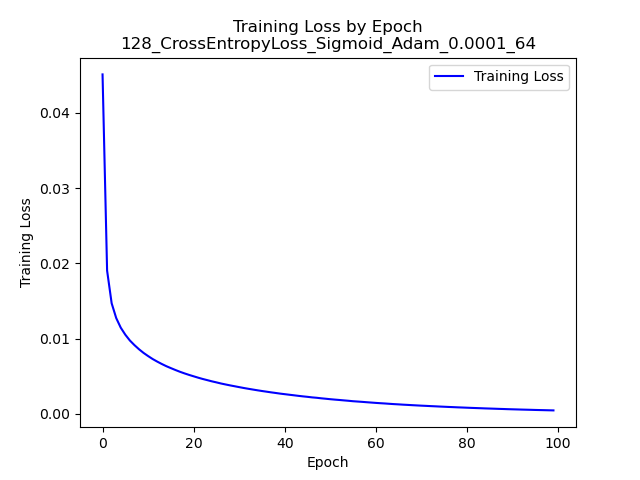 Training Loss by Epoch
128_CrossEntropyLoss_Sigmoid_Adam_0.0001_64
Training Loss
0.04
0.03
0.02
0.01
0.00
Training Loss
0 20 40 60 80 100
Epoch